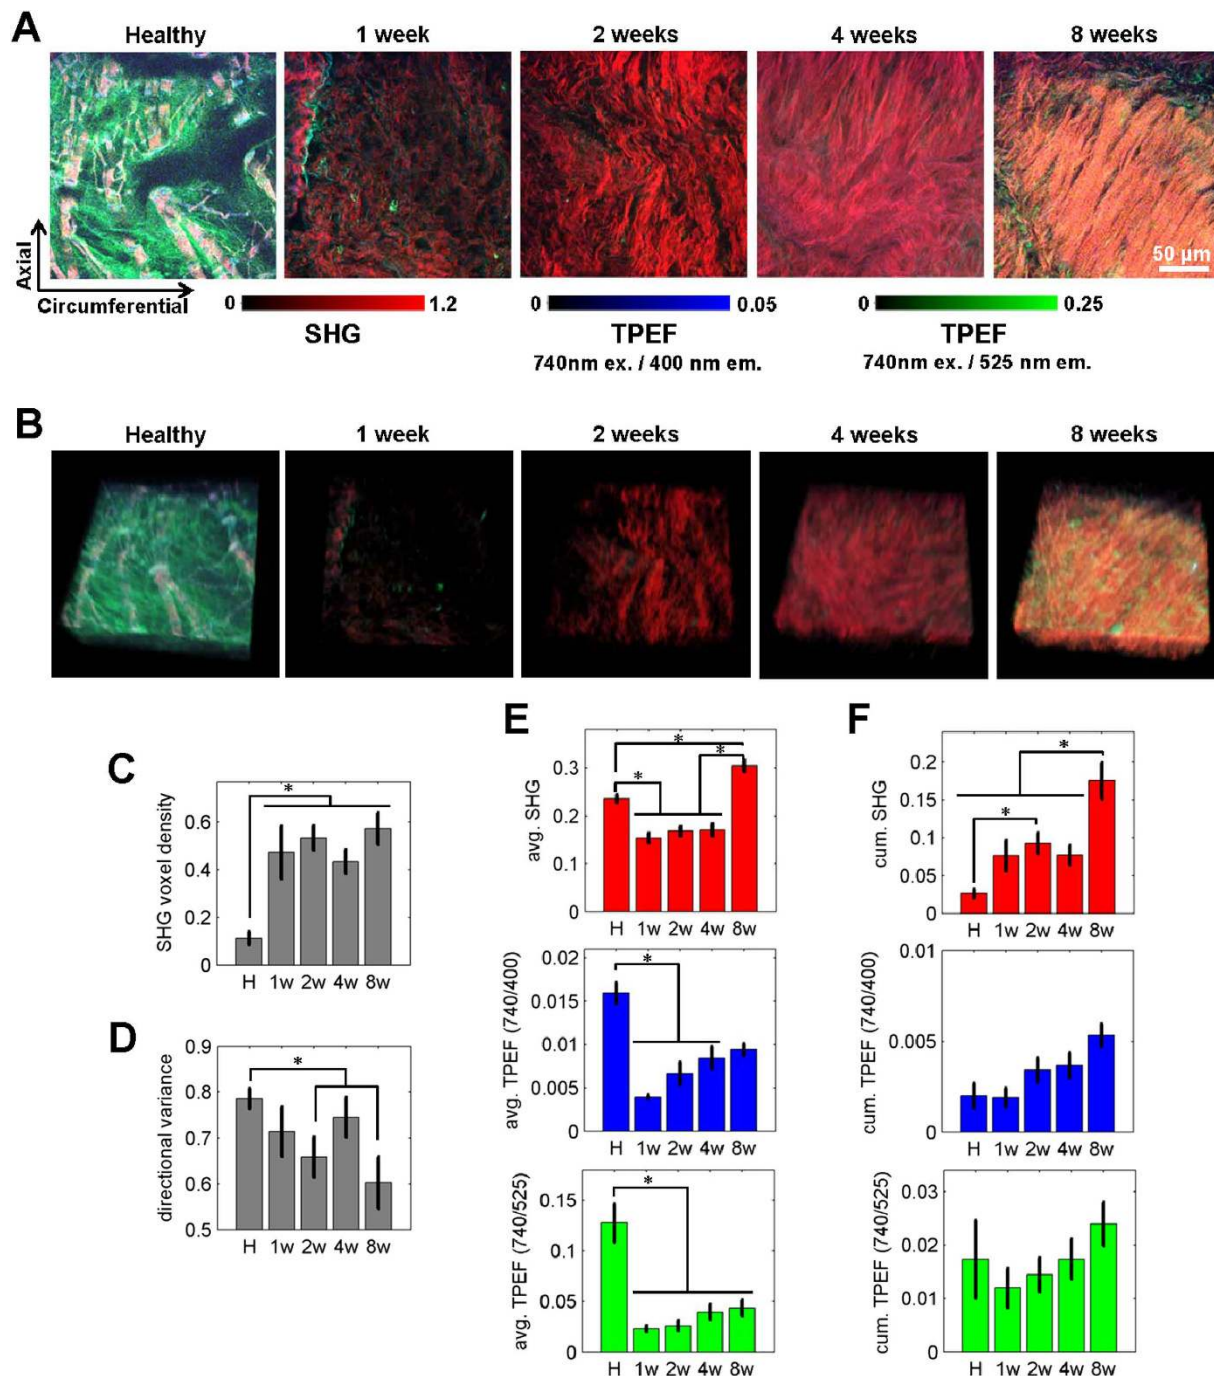 A
Healthy 1 week 2 weeks 4 weeks 8 weeks
Axial
Circumferential
50 µm
0 1.2 0 0.05 0 0.25
SHG TPEF TPEF
740nm ex. / 400 nm em. 740nm ex. / 525 nm em.
B
Healthy 1 week 2 weeks 4 weeks 8 weeks
C
SHG voxel density
0.6
0.4
0.2
0
*
H 1w 2w 4w 8w
D
directional variance
0.9
0.8
0.7
0.6
0.5
*
H 1w 2w 4w 8w
E
avg. SHG
0.3
0.2
0.1
0
* * *
H 1w 2w 4w 8w
avg. TPEF (740/400)
0.02
0.015
0.01
0.005
0
*
H 1w 2w 4w 8w
avg. TPEF (740/525)
0.15
0.1
0.05
0
*
H 1w 2w 4w 8w
F
cum. SHG
0.2
0.15
0.1
0.05
0
* *
H 1w 2w 4w 8w
cum. TPEF (740/400)
0.01
0.005
0
H 1w 2w 4w 8w
cum. TPEF (740/525)
0.03
0.02
0.01
0
H 1w 2w 4w 8w